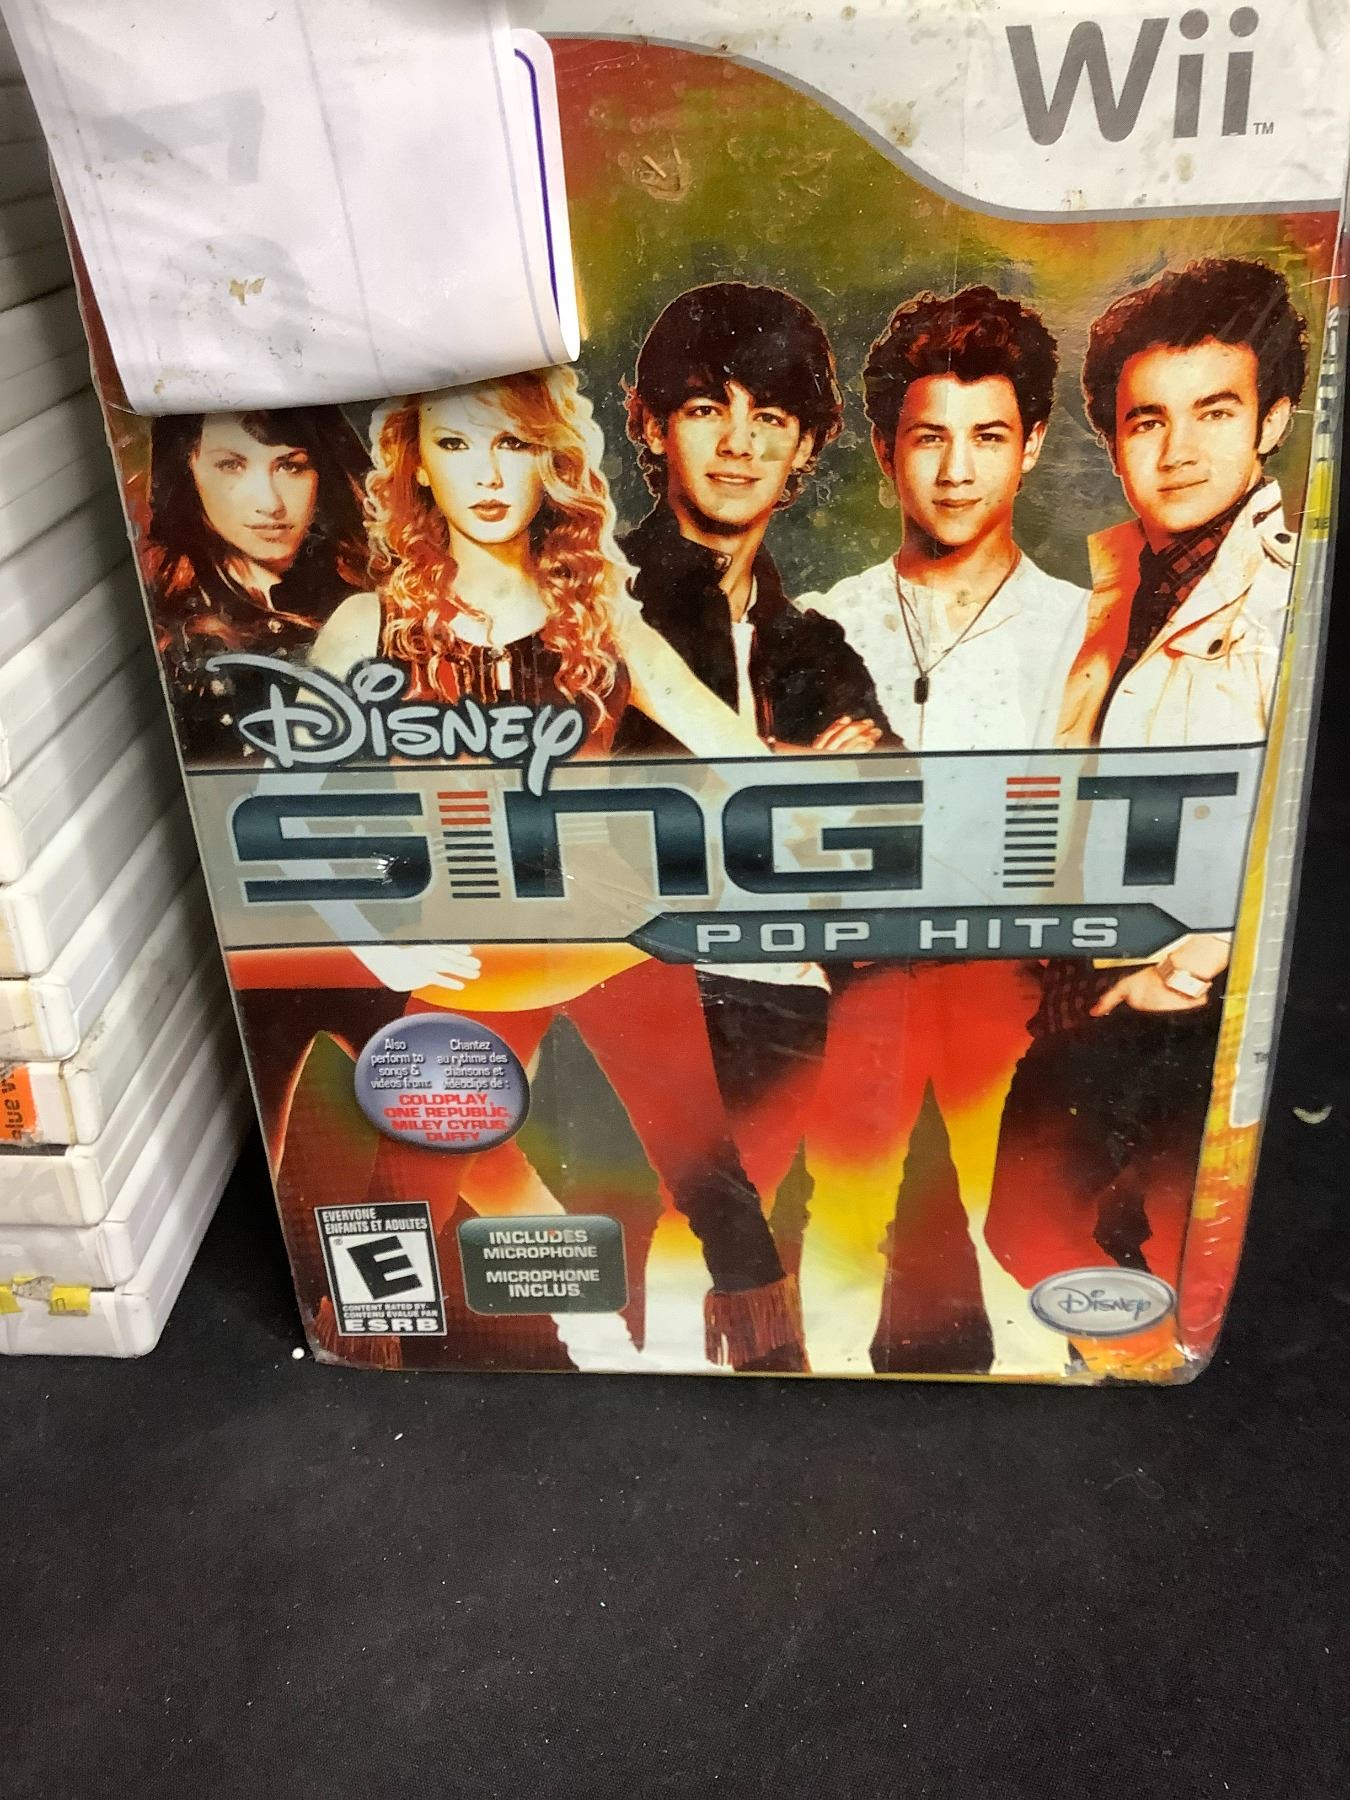 Wii™
DISNEY
SING IT
POP HITS
Also
perform to
songs &
videos from:
Chantez
au rythme des
chansons et
vidéoclips de :
COLDPLAY,
ONE REPUBLIC,
MILEY CYRUS,
DUFFY
EVERYONE
ENFANTS ET ADULTES
E
CONTENT RATED BY
CONTENU ÉVALUÉ PAR
ESRB
INCLUDES
MICROPHONE
MICROPHONE
INCLUS
DISNEY